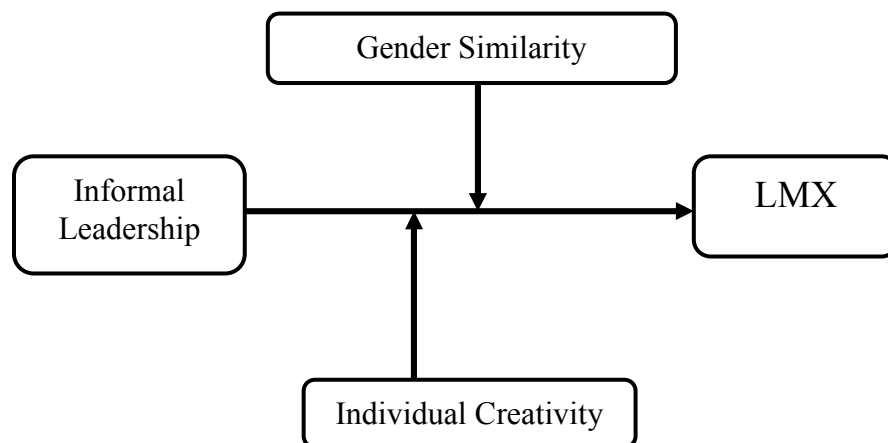 Gender Similarity
Informal
Leadership
LMX
Individual Creativity